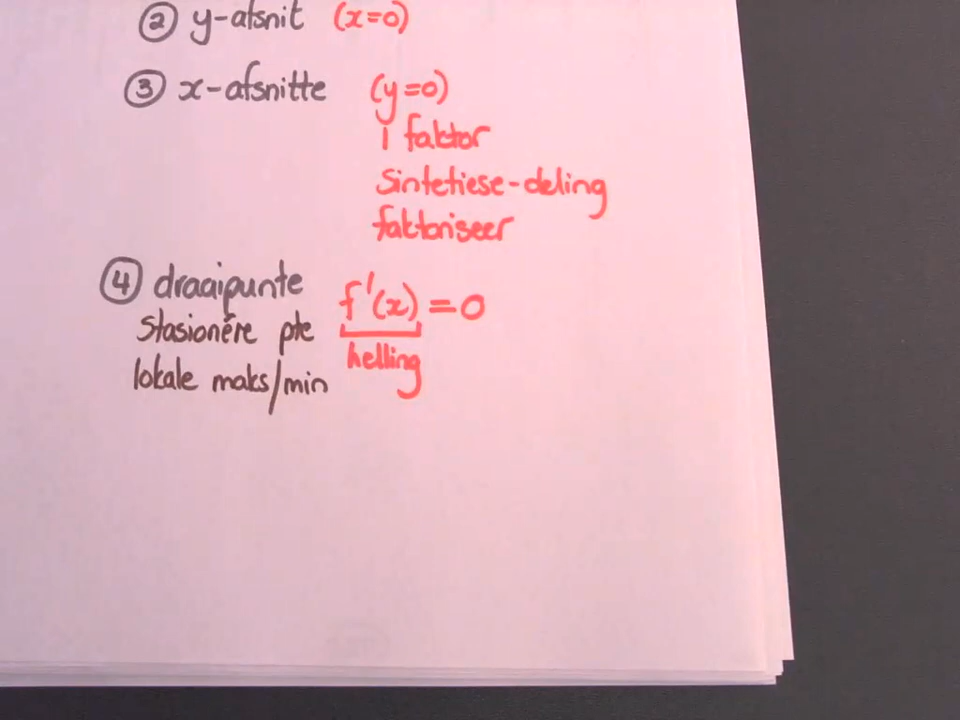 ② y-afsnit (x=0)
③ x-afsnitte (y=0)
1 faktor
Sintetiese-deling
faktoriseer
④ draaipunte f'(x) = 0
Stasionêre pte helling
lokale maks/min